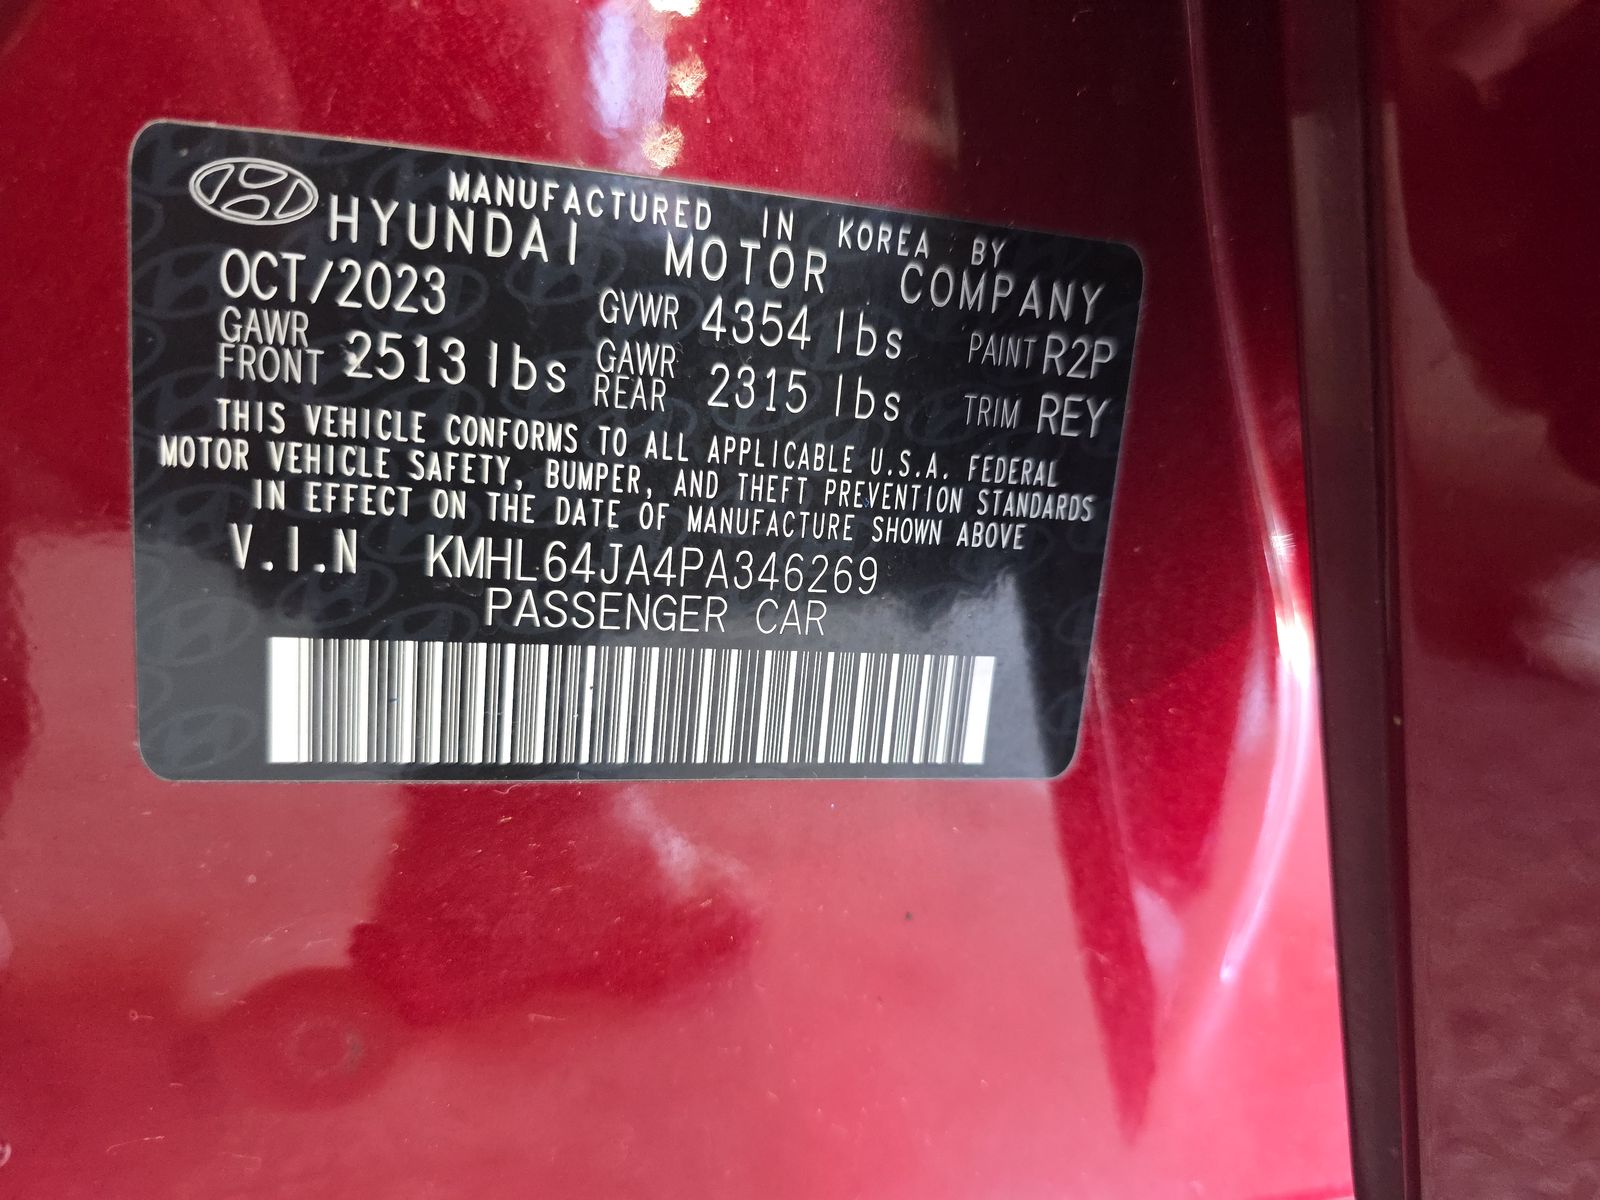 MANUFACTURED IN KOREA BY
HYUNDAI MOTOR COMPANY
OCT/2023 GVWR 4354 lbs PAINT R2P
GAWR FRONT 2513 lbs GAWR REAR 2315 lbs TRIM REY
THIS VEHICLE CONFORMS TO ALL APPLICABLE U.S.A. FEDERAL
MOTOR VEHICLE SAFETY, BUMPER, AND THEFT PREVENTION STANDARDS
IN EFFECT ON THE DATE OF MANUFACTURE SHOWN ABOVE
V.I.N KMHL64JA4PA346269
PASSENGER CAR